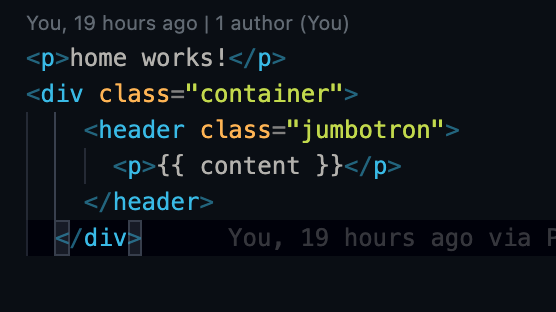 You, 19 hours ago | 1 author (You)
<p>home works!</p>
<div class="container">
<header class="jumbotron">
<p>{{ content }}</p>
</header>
</div> You, 19 hours ago via